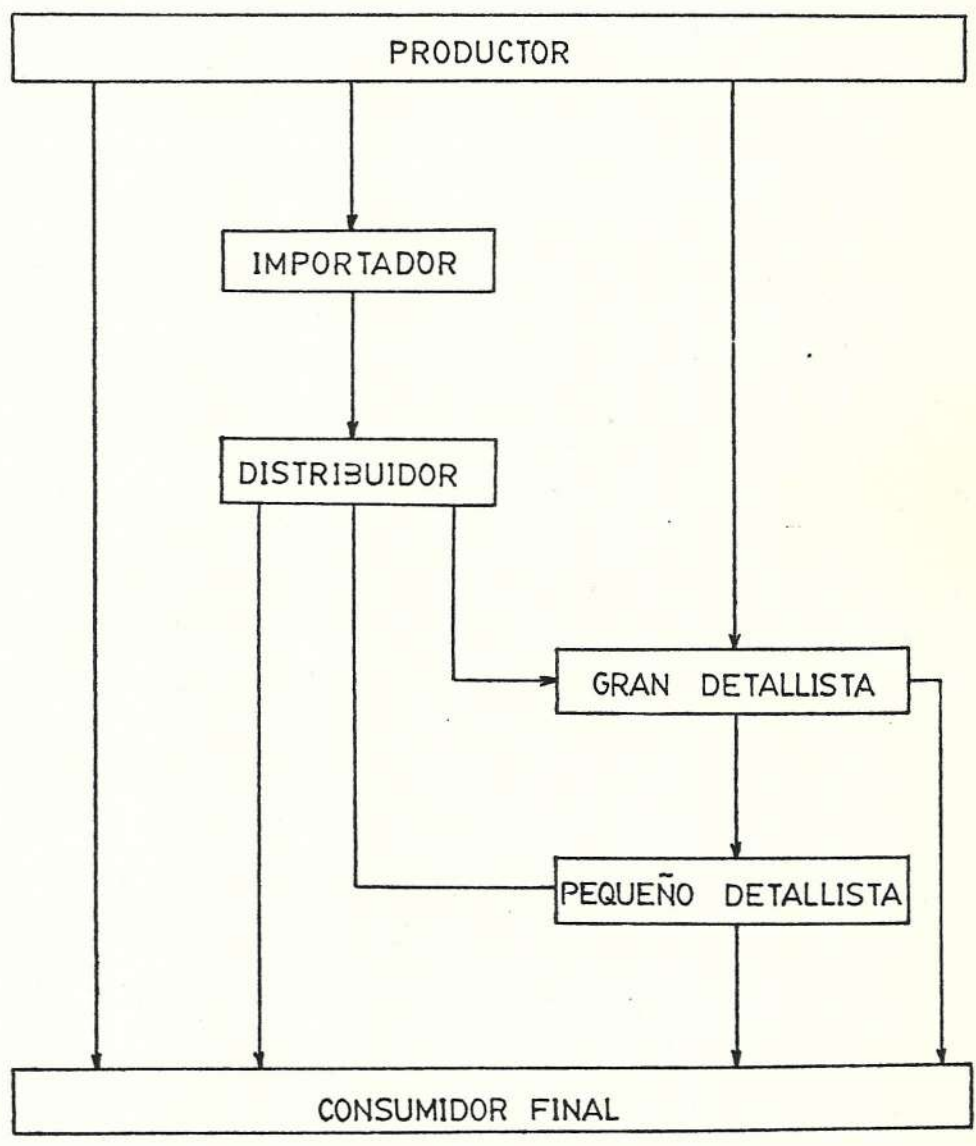 PRODUCTOR
IMPORTADOR
DISTRIBUIDOR
GRAN DETALLISTA
PEQUEÑO DETALLISTA
CONSUMIDOR FINAL